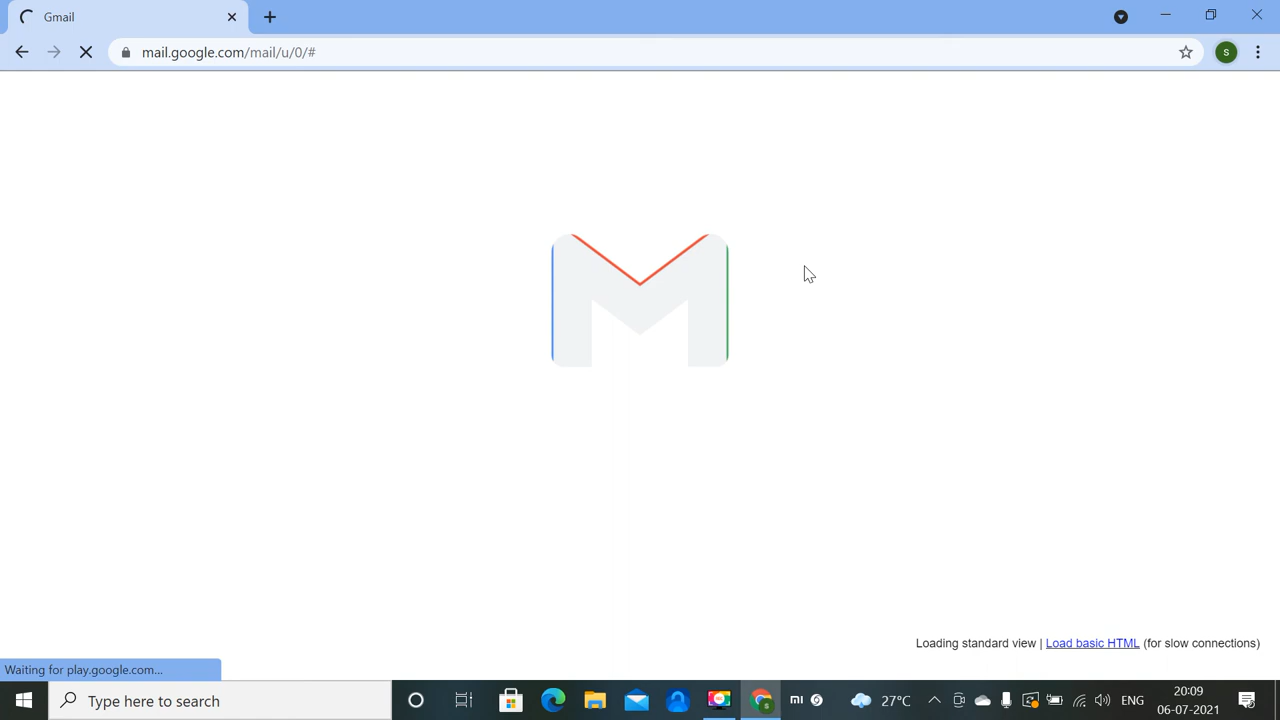 Gmail
mail.google.com/mail/u/0/#
S
Loading standard view | Load basic HTML (for slow connections)
Waiting for play.google.com...
Type here to search
mi
27°C
ENG
20:09
06-07-2021